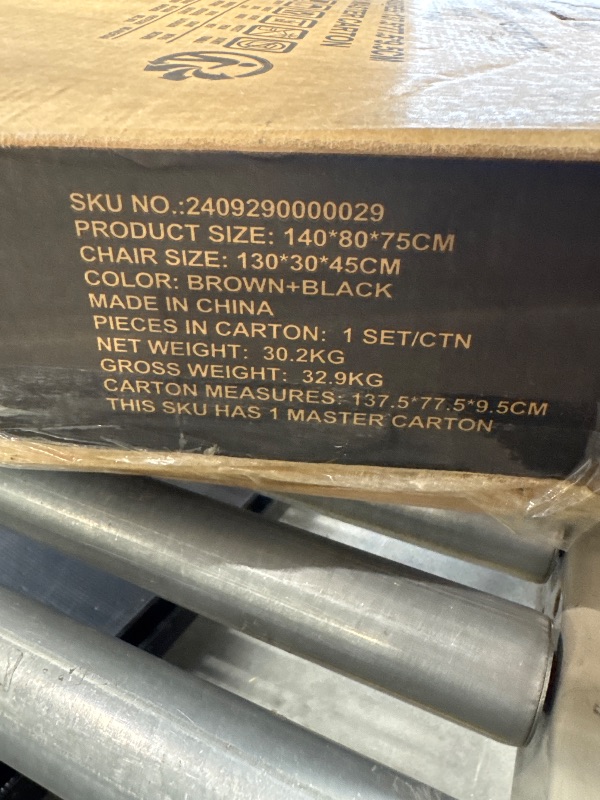 MASTER CARTON
SKU NO.:2409290000029
PRODUCT SIZE: 140*80*75CM
CHAIR SIZE: 130*30*45CM
COLOR: BROWN+BLACK
MADE IN CHINA
PIECES IN CARTON: 1 SET/CTN
NET WEIGHT: 30.2KG
GROSS WEIGHT: 32.9KG
CARTON MEASURES: 137.5*77.5*9.5CM
THIS SKU HAS 1 MASTER CARTON